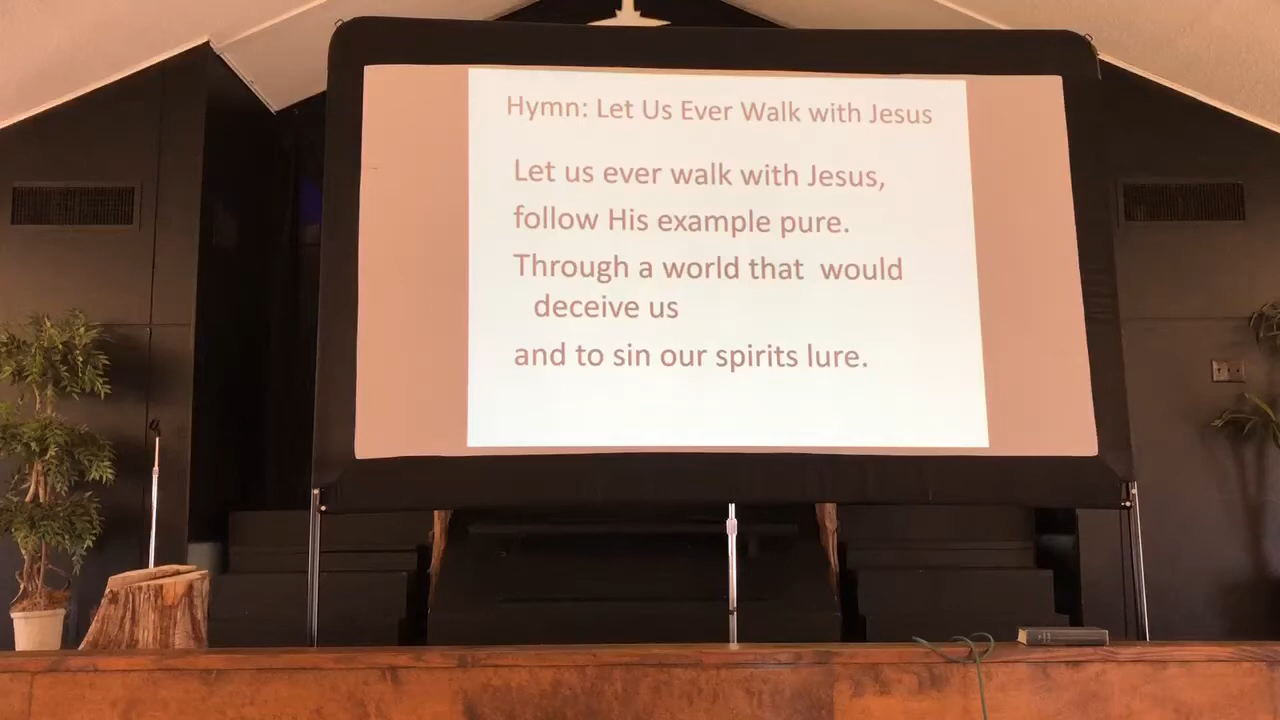 Hymn: Let Us Ever Walk with Jesus
Let us ever walk with Jesus,
follow His example pure.
Through a world that  would
deceive us
and to sin our spirits lure.